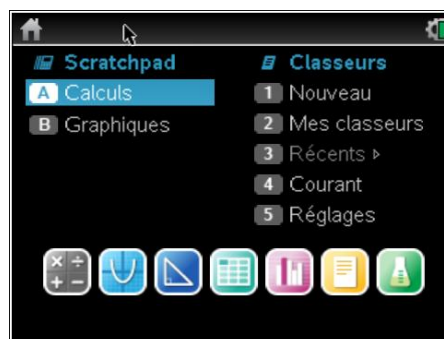 Scratchpad
A Calculs
B Graphiques
Classeurs
1 Nouveau
2 Mes classeurs
3 Récents ▹
4 Courant
5 Réglages